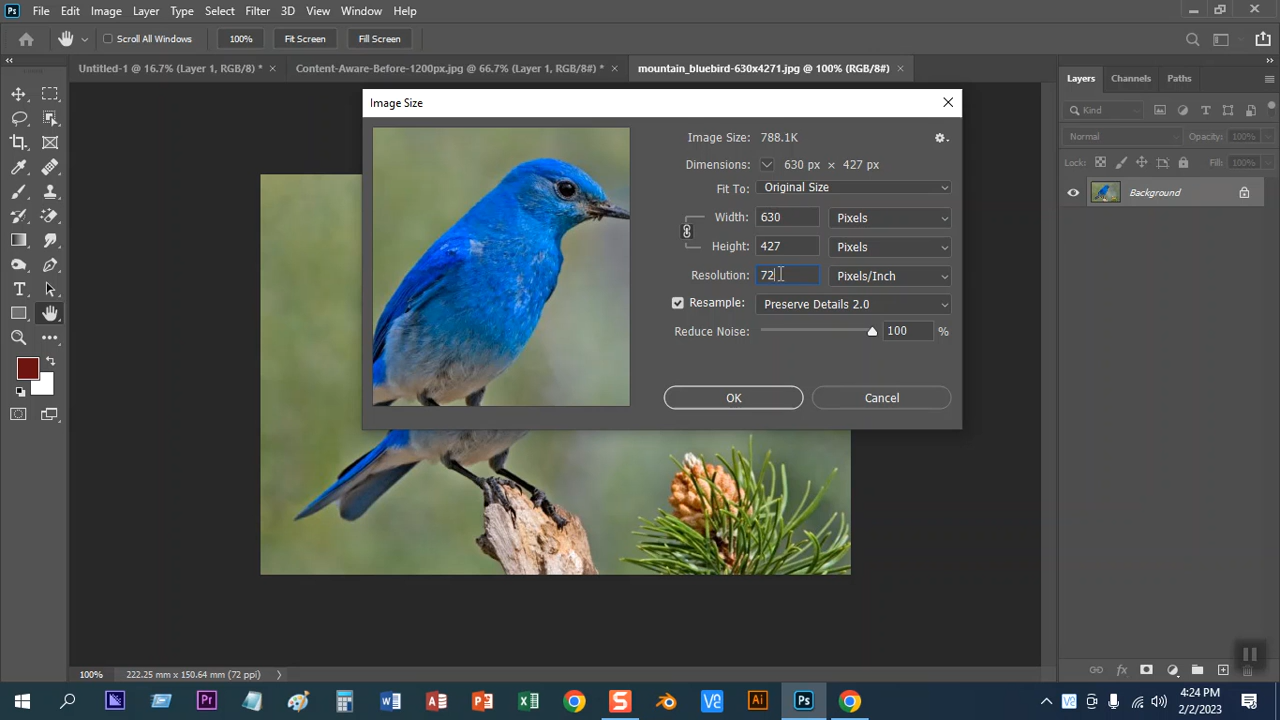 Ps File Edit Image Layer Type Select Filter 3D View Window Help
Scroll All Windows 100% Fit Screen Fill Screen
Untitled-1 @ 16.7% (Layer 1, RGB/8) * Content-Aware-Before-1200px.jpg @ 66.7% (Layer 1, RGB/8#) * mountain_bluebird-630x4271.jpg @ 100% (RGB/8#)
Layers Channels Paths
Kind
Normal Opacity: 100%
Lock: Fill: 100%
Background
Image Size
Image Size: 788.1K
Dimensions: 630 px × 427 px
Fit To: Original Size
Width: 630 Pixels
Height: 427 Pixels
Resolution: 72 Pixels/Inch
Resample: Preserve Details 2.0
Reduce Noise: 100 %
OK Cancel
100% 222.25 mm x 150.64 mm (72 ppi)
fx
Pr Ai Ps
4:24 PM
2/2/2023